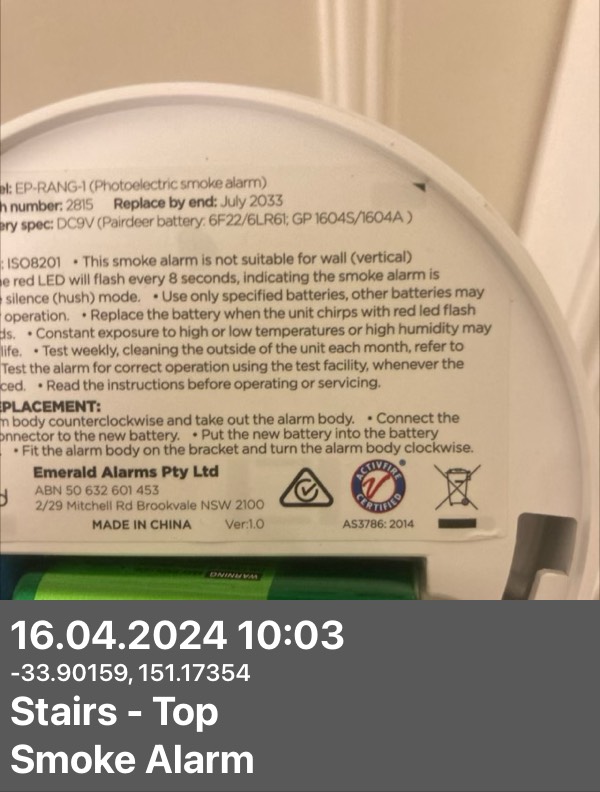 el: EP-RANG-1 (Photoelectric smoke alarm)
h number: 2815 Replace by end: July 2033
ery spec: DC9V (Pairdeer battery: 6F22/6LR61; GP 1604S/1604A )
: ISO8201 • This smoke alarm is not suitable for wall (vertical)
e red LED will flash every 8 seconds, indicating the smoke alarm is
silence (hush) mode. • Use only specified batteries, other batteries may
operation. • Replace the battery when the unit chirps with red led flash
ds. • Constant exposure to high or low temperatures or high humidity may
life. • Test weekly, cleaning the outside of the unit each month, refer to
Test the alarm for correct operation using the test facility, whenever the
ced. • Read the instructions before operating or servicing.
PLACEMENT:
m body counterclockwise and take out the alarm body. • Connect the
onnector to the new battery. • Put the new battery into the battery
• Fit the alarm body on the bracket and turn the alarm body clockwise.
Emerald Alarms Pty Ltd
d ABN 50 632 601 453
2/29 Mitchell Rd Brookvale NSW 2100
MADE IN CHINA Ver:1.0
ACTIVFIRE
CERTIFIED
AS3786: 2014
WARNING
16.04.2024 10:03
-33.90159, 151.17354
Stairs - Top
Smoke Alarm